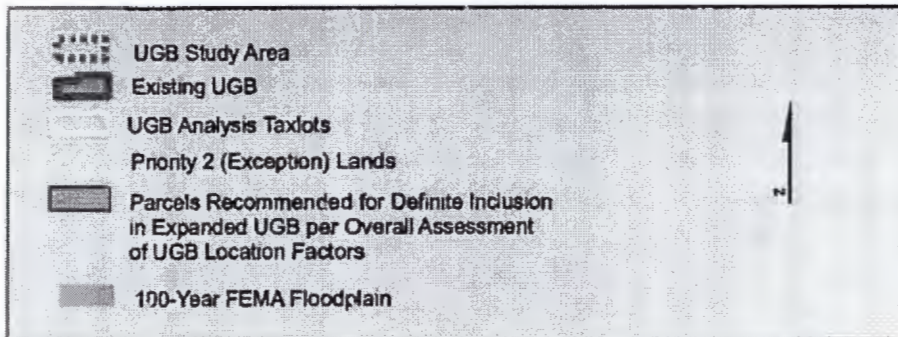 UGB Study Area
Existing UGB
UGB Analysis Taxlots
Priority 2 (Exception) Lands
Parcels Recommended for Definite Inclusion
in Expanded UGB per Overall Assessment
of UGB Location Factors
100-Year FEMA Floodplain
N